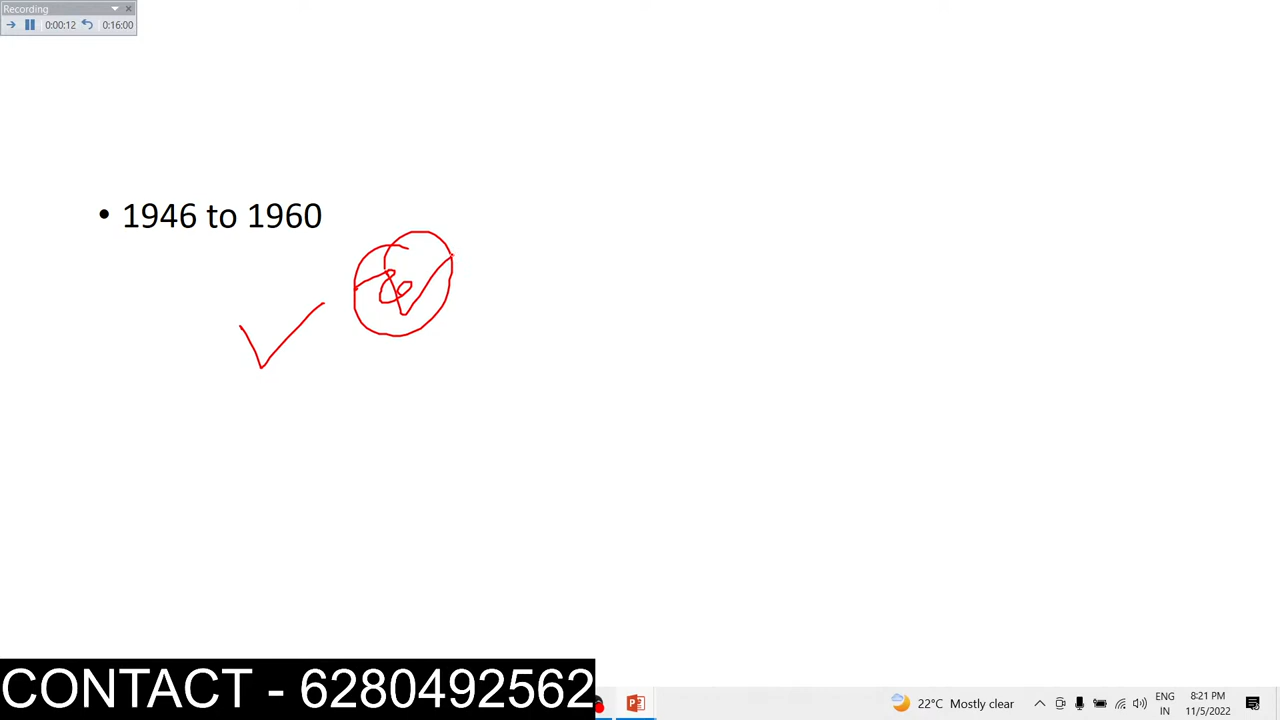 Recording
0:00:12 0:16:00
• 1946 to 1960
CONTACT - 6280492562
22°C Mostly clear
ENG
IN
8:21 PM
11/5/2022